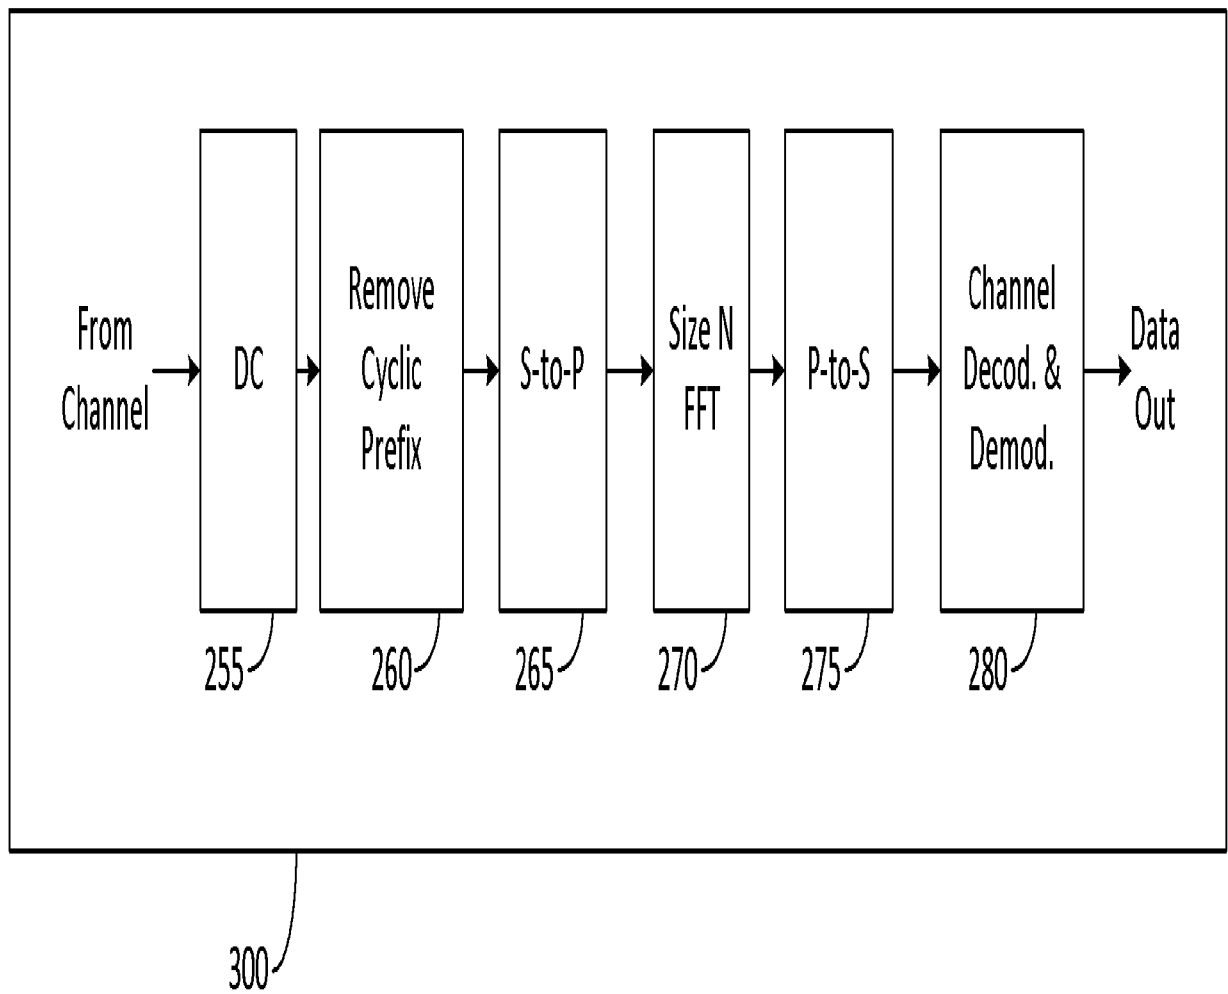 From
Channel
DC
Remove
Cyclic
Prefix
S-to-P
Size N
FFT
P-to-S
Channel
Decod. &
Demod.
Data
Out
255
260
265
270
275
280
300